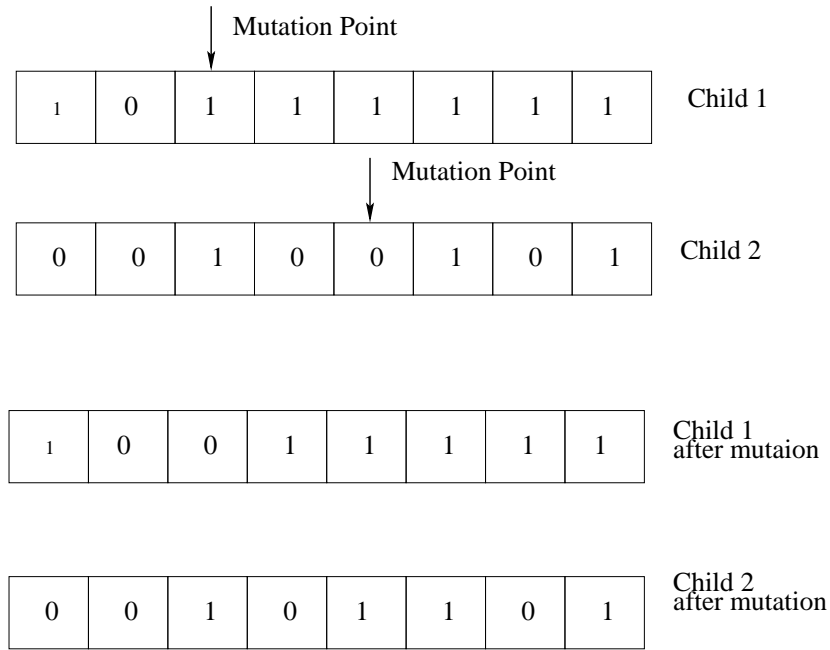 Mutation Point
1 0 1 1 1 1 1 1 Child 1
Mutation Point
0 0 1 0 0 1 0 1 Child 2
1 0 0 1 1 1 1 1 Child 1
after mutaion
0 0 1 0 1 1 0 1 Child 2
after mutation